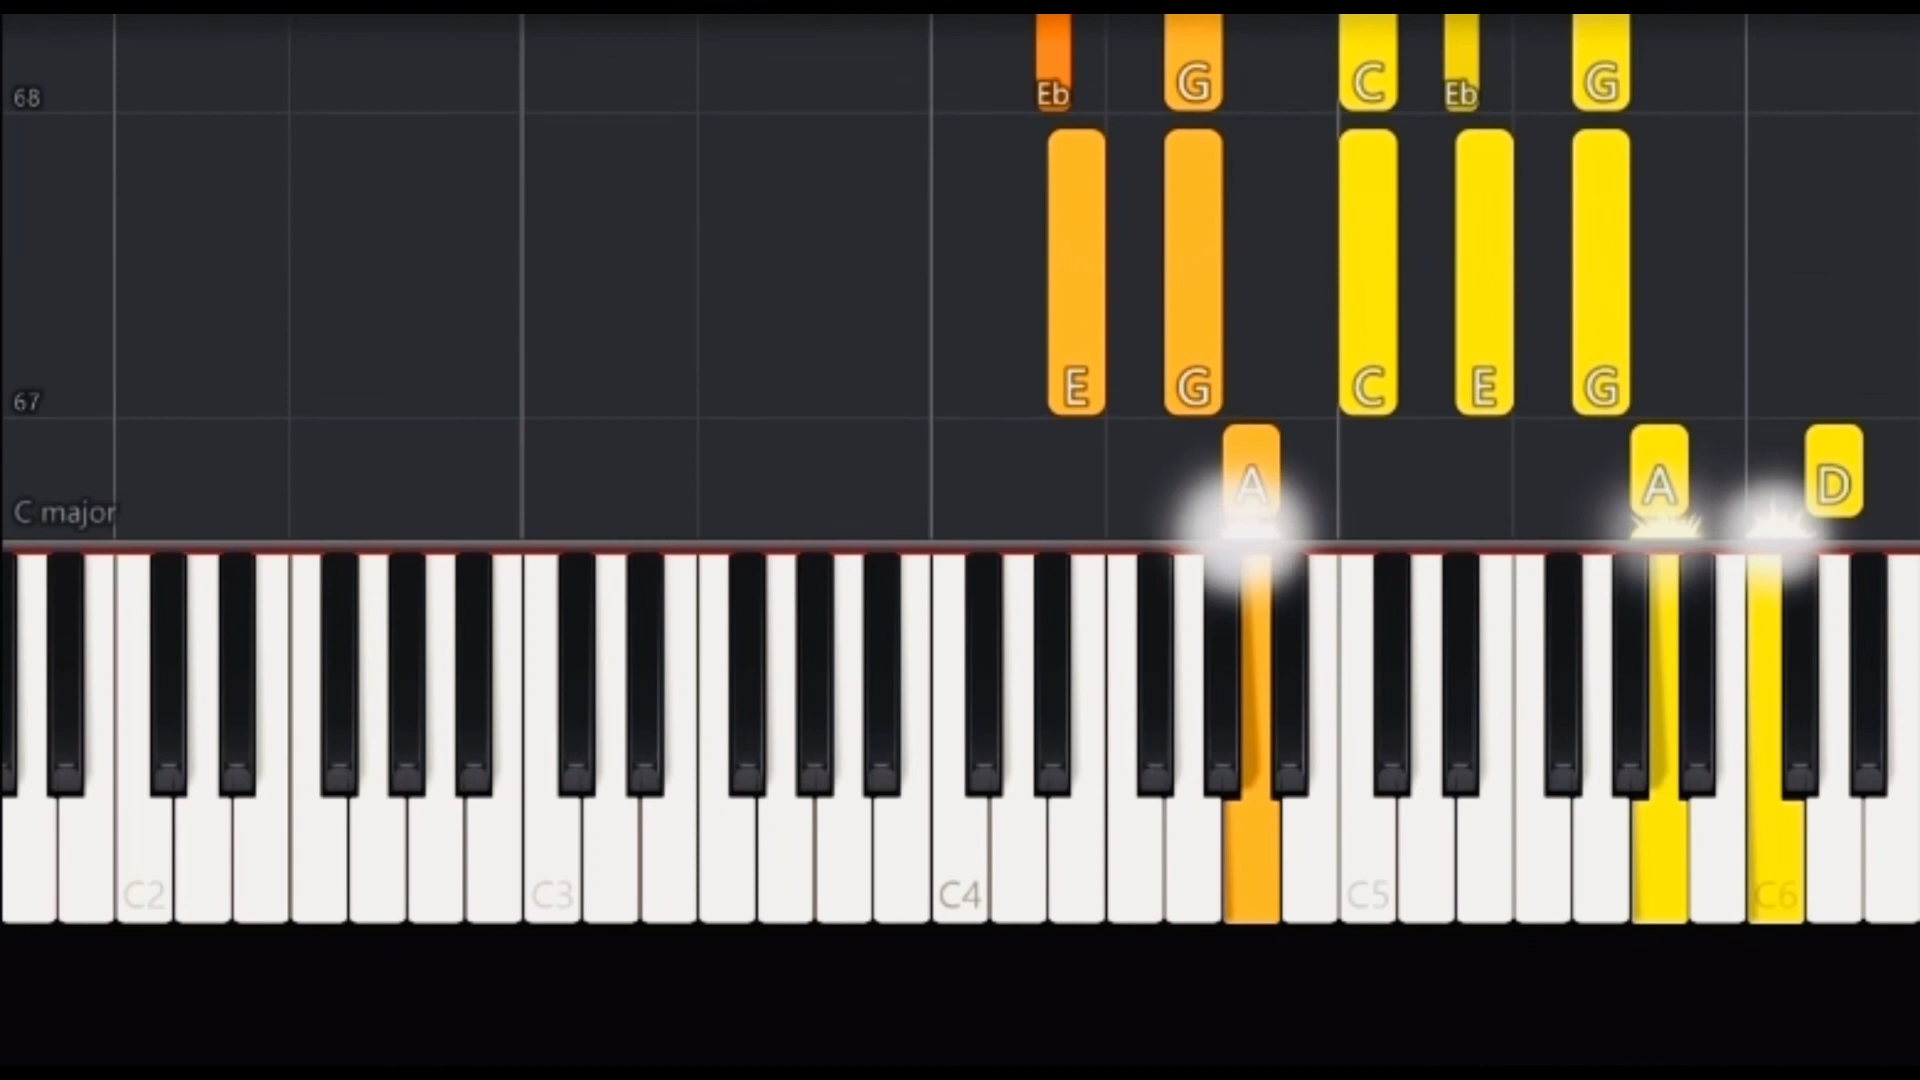 Eb G C Eb G
68
E G C E G
67
A A D
C major
C2 C3 C4 C5 C6